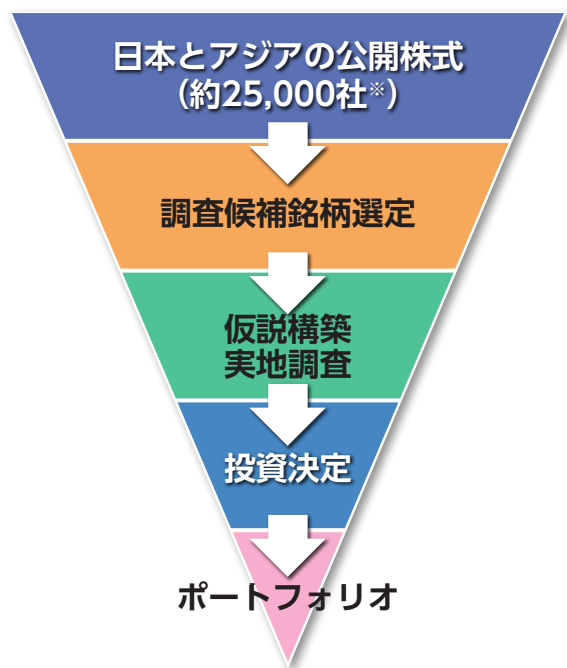 日本とアジアの公開株式
(約25,000社※)
調査候補銘柄選定
仮説構築
実地調査
投資決定
ポートフォリオ